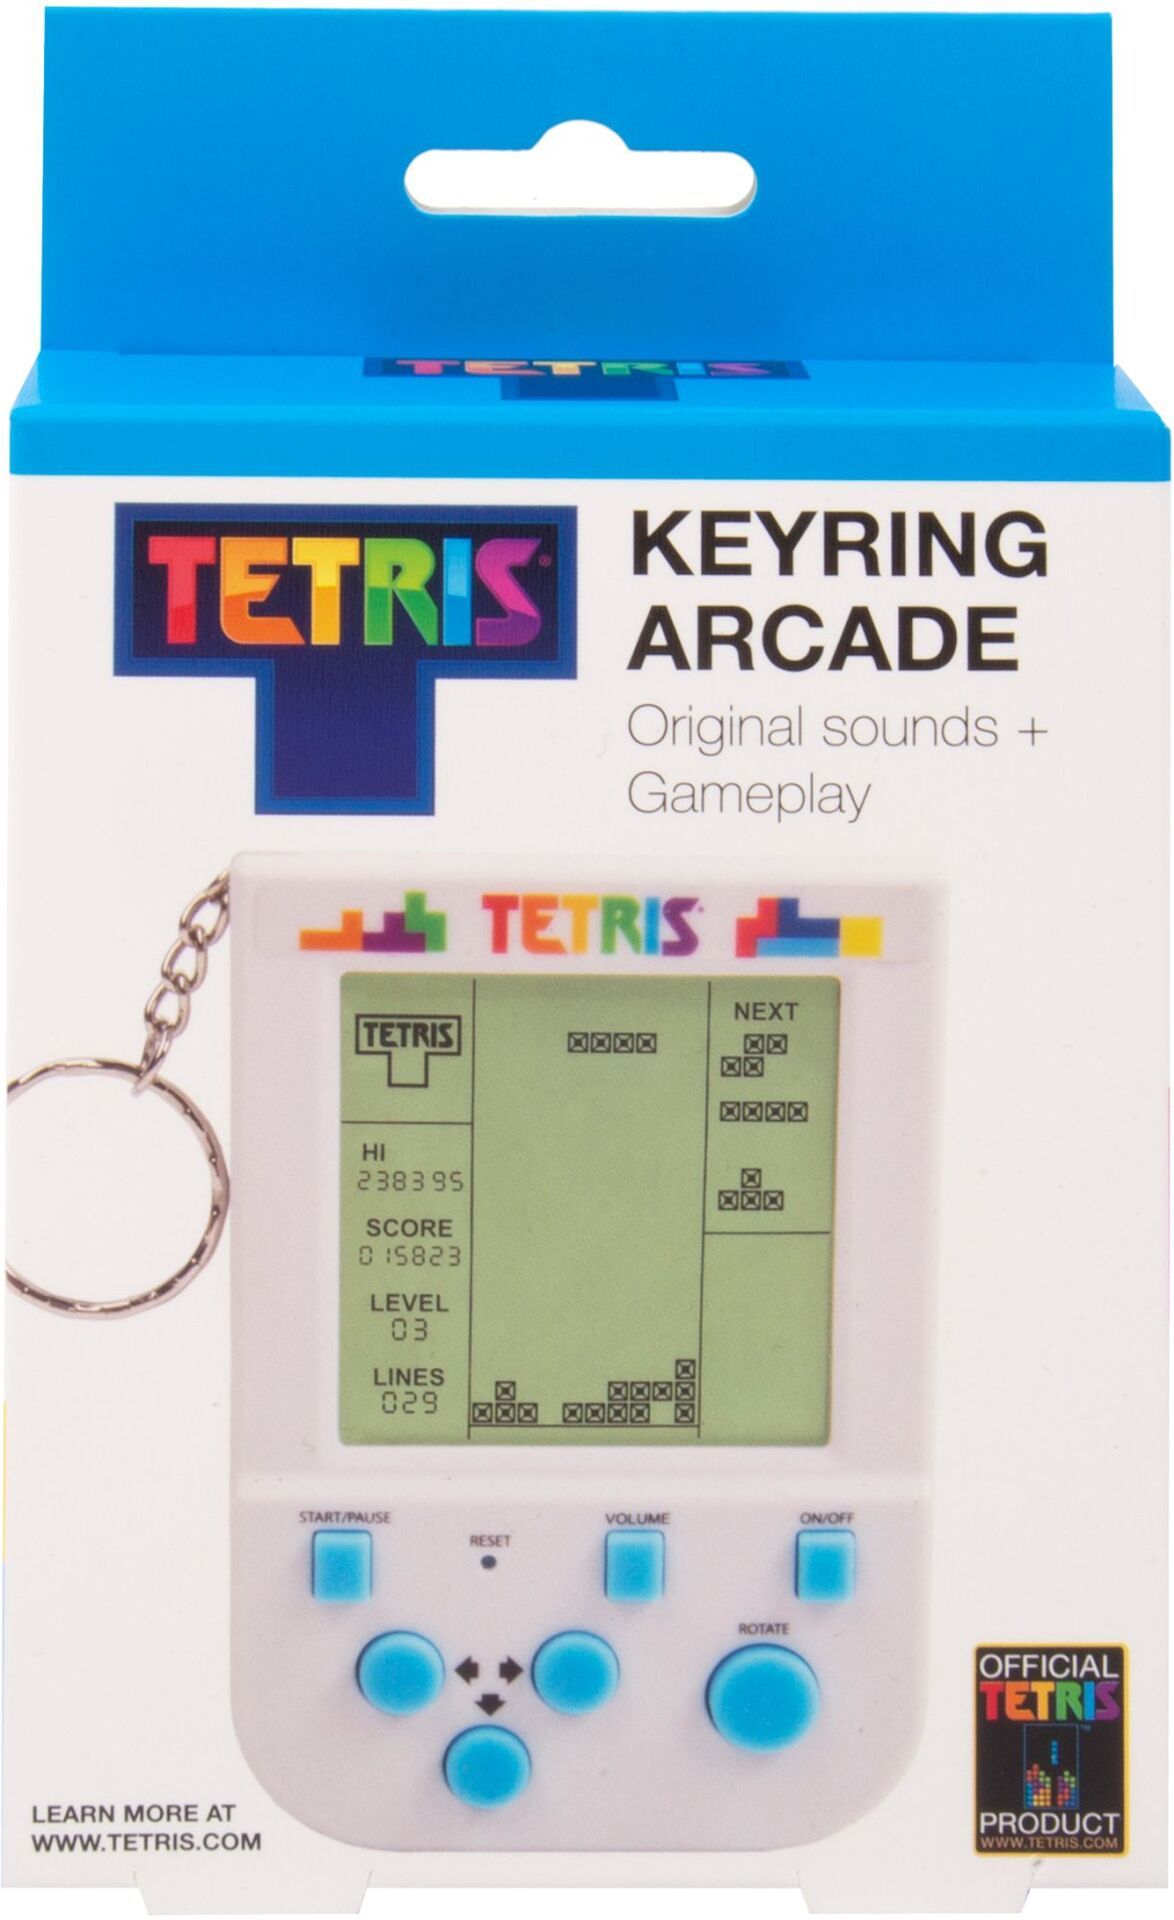 TETRIS
TETRIS®
KEYRING
ARCADE
Original sounds +
Gameplay
TETRIS
TETRIS
NEXT
HI
238395
SCORE
015823
LEVEL
03
LINES
029
START/PAUSE
RESET
VOLUME
ON/OFF
ROTATE
OFFICIAL
TETRIS
TM
PRODUCT
WWW.TETRIS.COM
LEARN MORE AT
WWW.TETRIS.COM